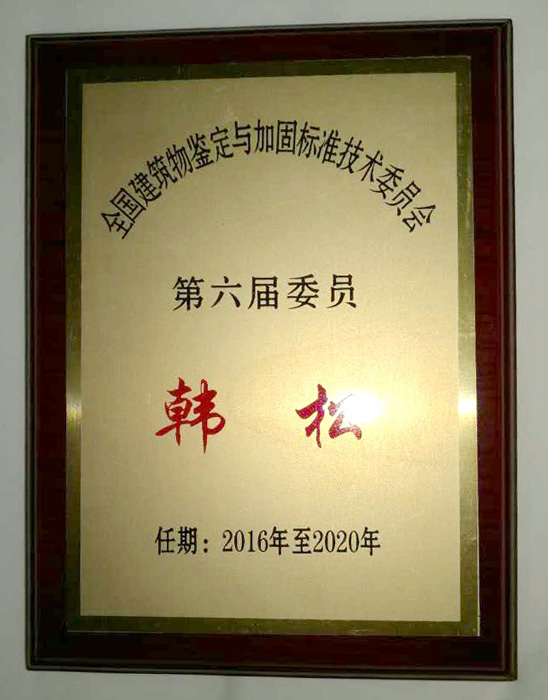 全国建筑物鉴定与加固标准技术委员会
第六届委员
韩 松
任期：2016年至2020年